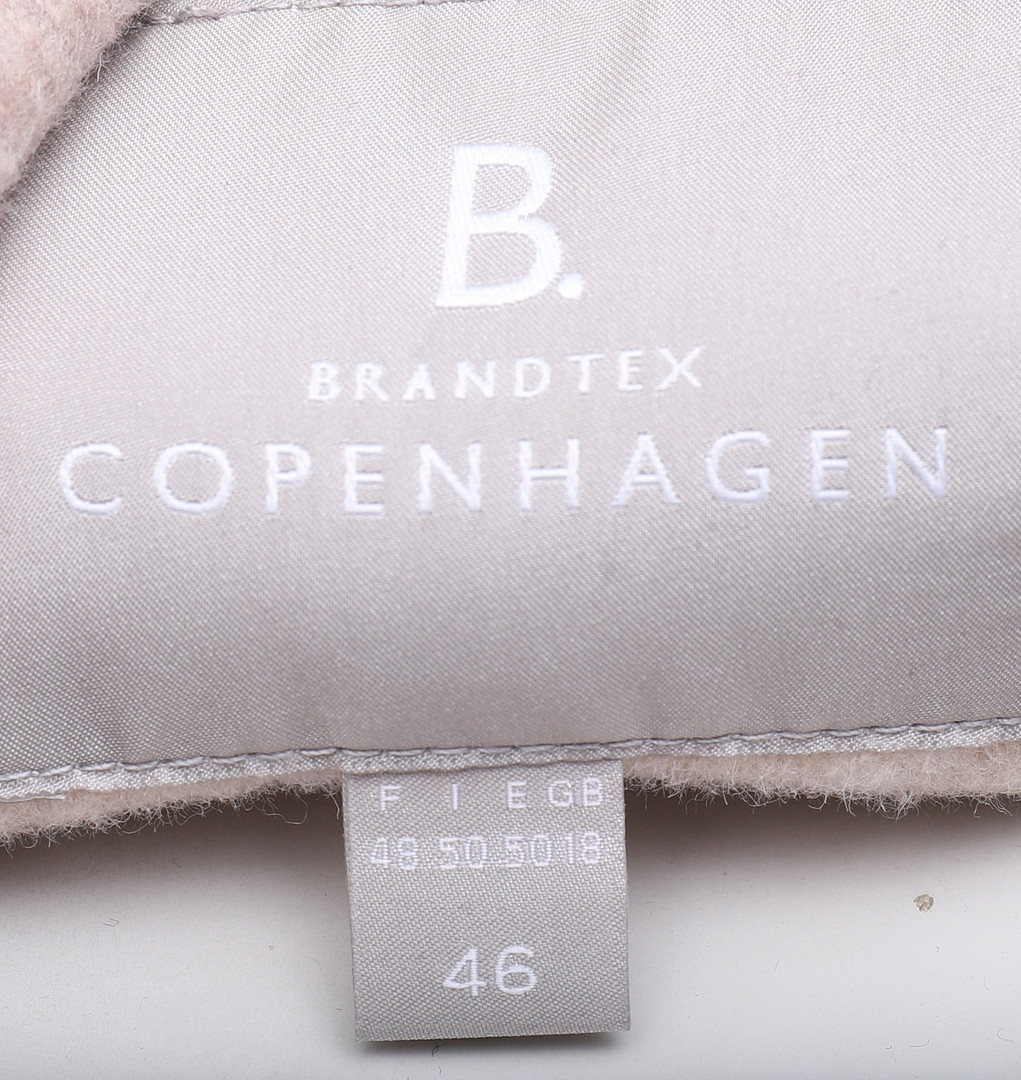 B.
BRANDTEX
COPENHAGEN
F I E GB
48 50 50 18
46